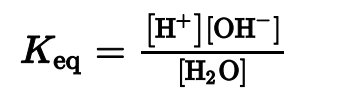 K_eq = [H⁺][OH⁻] / [H₂O]